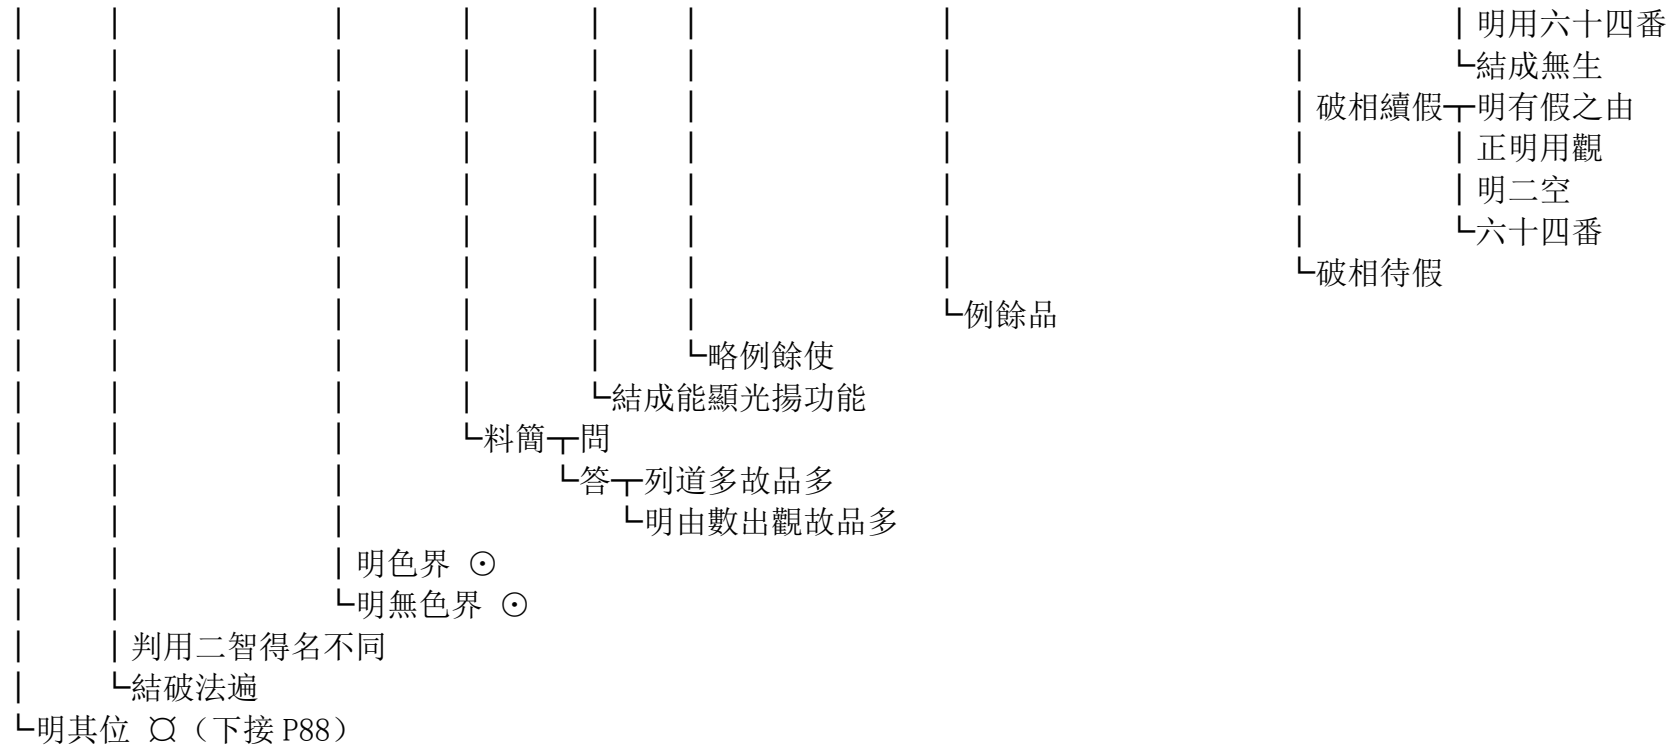 明用六十四番
結成無生
破相續假 明有假之由
正明用觀
明二空
六十四番
破相待假
例餘品
略例餘使
結成能顯光揚功能
料簡 問
答 列道多故品多
明由數出觀故品多
明色界 ⊙
明無色界 ⊙
判用二智得名不同
結破法遍
明其位 ¤（下接 P88）